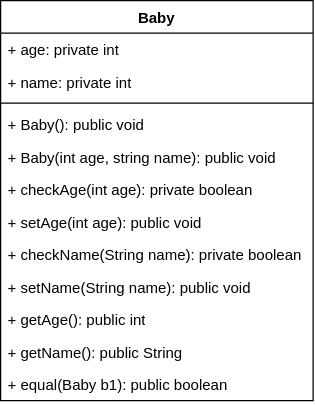 Baby
+ age: private int
+ name: private int
+ Baby(): public void
+ Baby(int age, string name): public void
+ checkAge(int age): private boolean
+ setAge(int age): public void
+ checkName(String name): private boolean
+ setName(String name): public void
+ getAge(): public int
+ getName(): public String
+ equal(Baby b1): public boolean